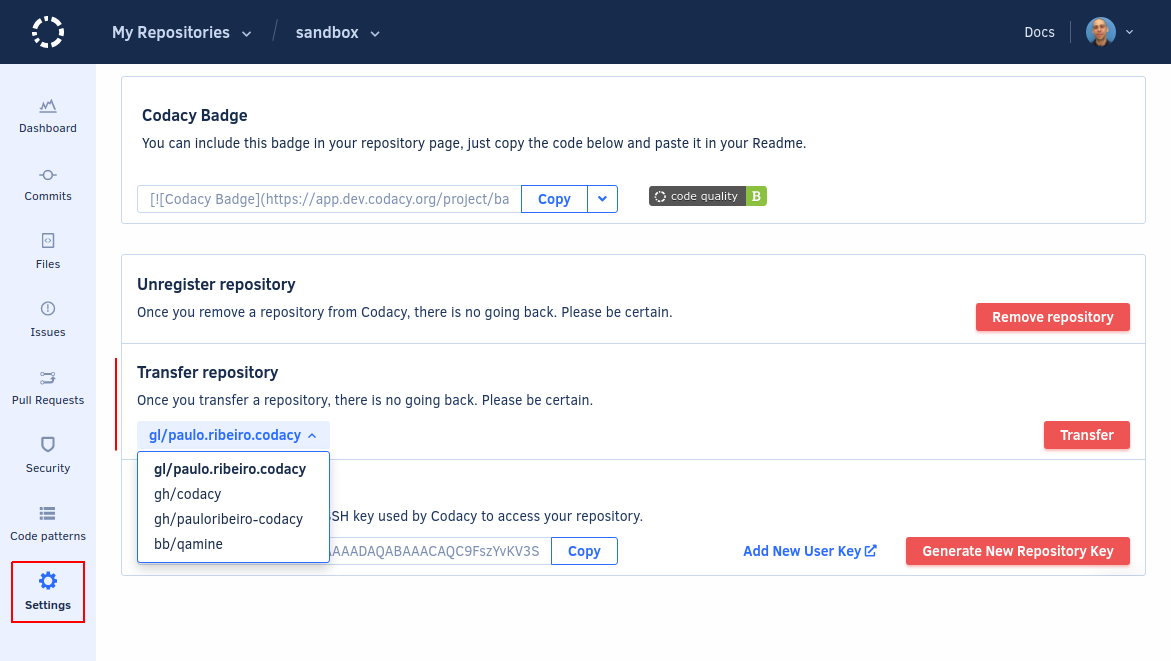 My Repositories
sandbox
Docs
Dashboard
Commits
Files
Issues
Pull Requests
Security
Code patterns
Settings
Codacy Badge
You can include this badge in your repository page, just copy the code below and paste it in your Readme.
[![Codacy Badge](https://app.dev.codacy.org/project/ba
Copy
code quality B
Unregister repository
Once you remove a repository from Codacy, there is no going back. Please be certain.
Remove repository
Transfer repository
Once you transfer a repository, there is no going back. Please be certain.
gl/paulo.ribeiro.codacy
Transfer
gl/paulo.ribeiro.codacy
gh/codacy
gh/pauloribeiro-codacy
bb/qamine
SH key used by Codacy to access your repository.
AAAADAQABAAACAQC9FszYvKV3S
Copy
Add New User Key
Generate New Repository Key